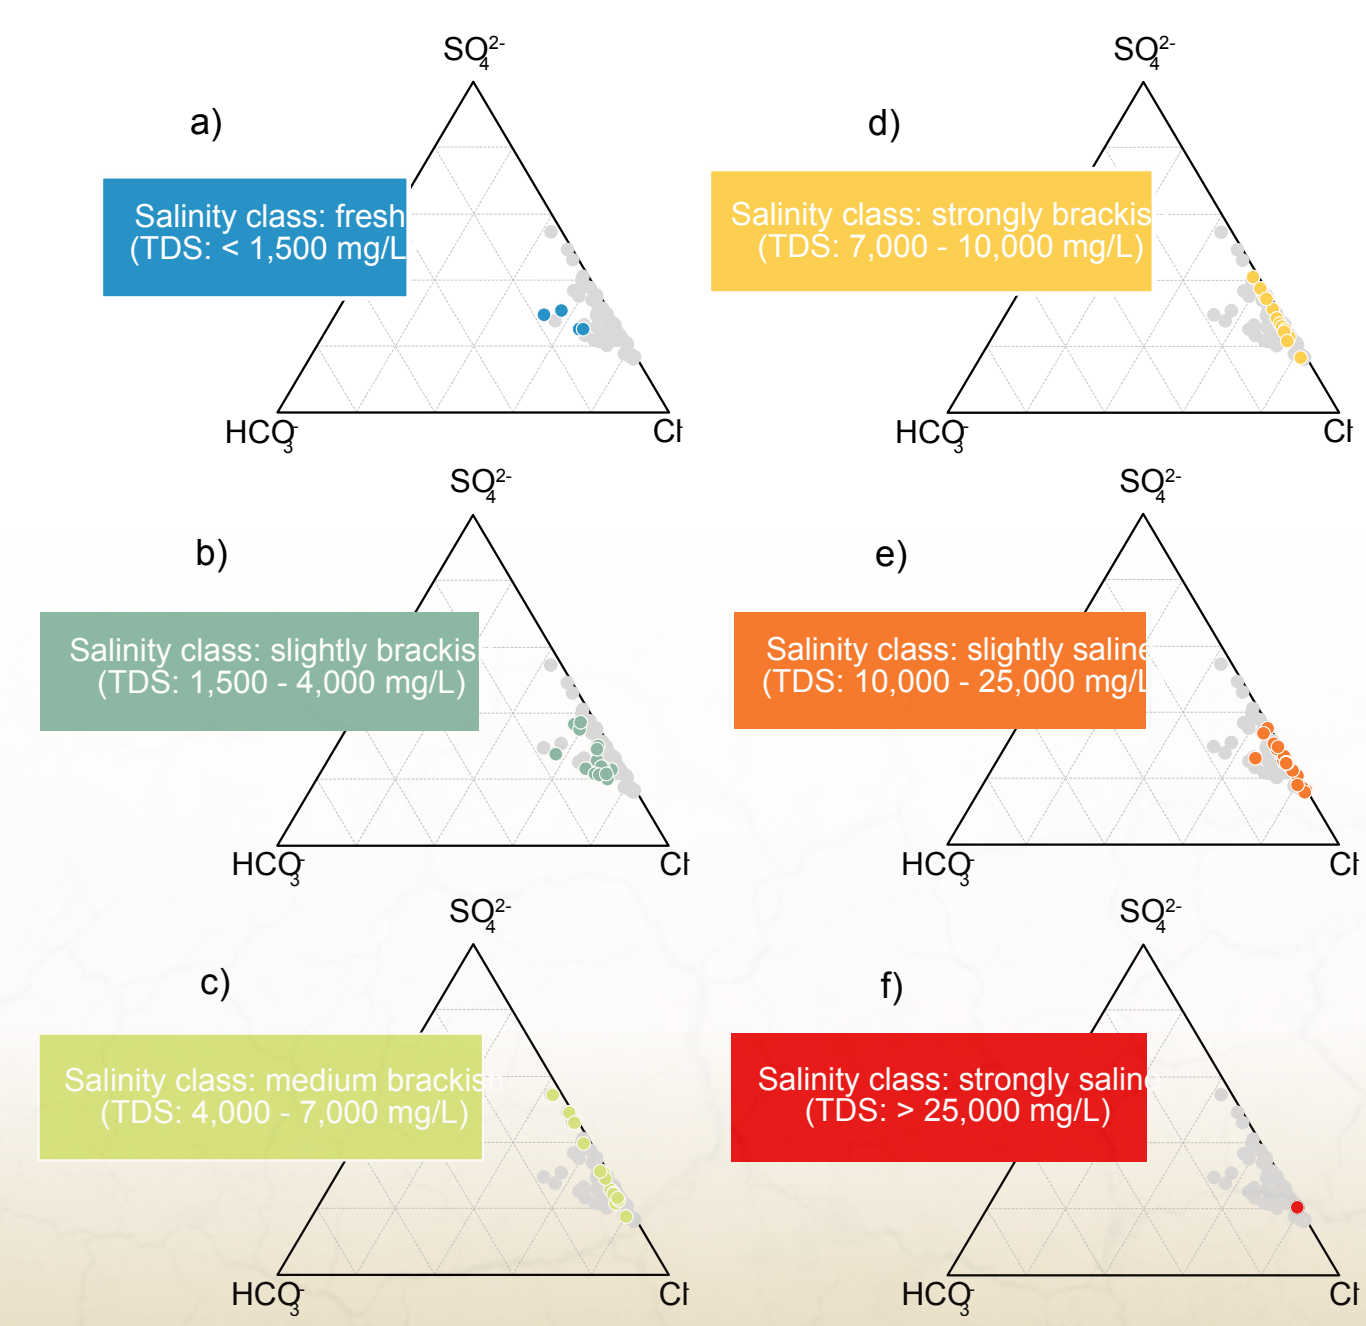 SO₄²⁻
a)
Salinity class: fresh
(TDS: < 1,500 mg/L
HCO₃⁻
Cl⁻
SO₄²⁻
d)
Salinity class: strongly brackis
(TDS: 7,000 - 10,000 mg/L)
HCO₃⁻
Cl⁻
SO₄²⁻
b)
Salinity class: slightly brackis
(TDS: 1,500 - 4,000 mg/L)
HCO₃⁻
Cl⁻
SO₄²⁻
e)
Salinity class: slightly saline
(TDS: 10,000 - 25,000 mg/L
HCO₃⁻
Cl⁻
SO₄²⁻
c)
Salinity class: medium brackish
(TDS: 4,000 - 7,000 mg/L)
HCO₃⁻
Cl⁻
SO₄²⁻
f)
Salinity class: strongly saline
(TDS: > 25,000 mg/L)
HCO₃⁻
Cl⁻